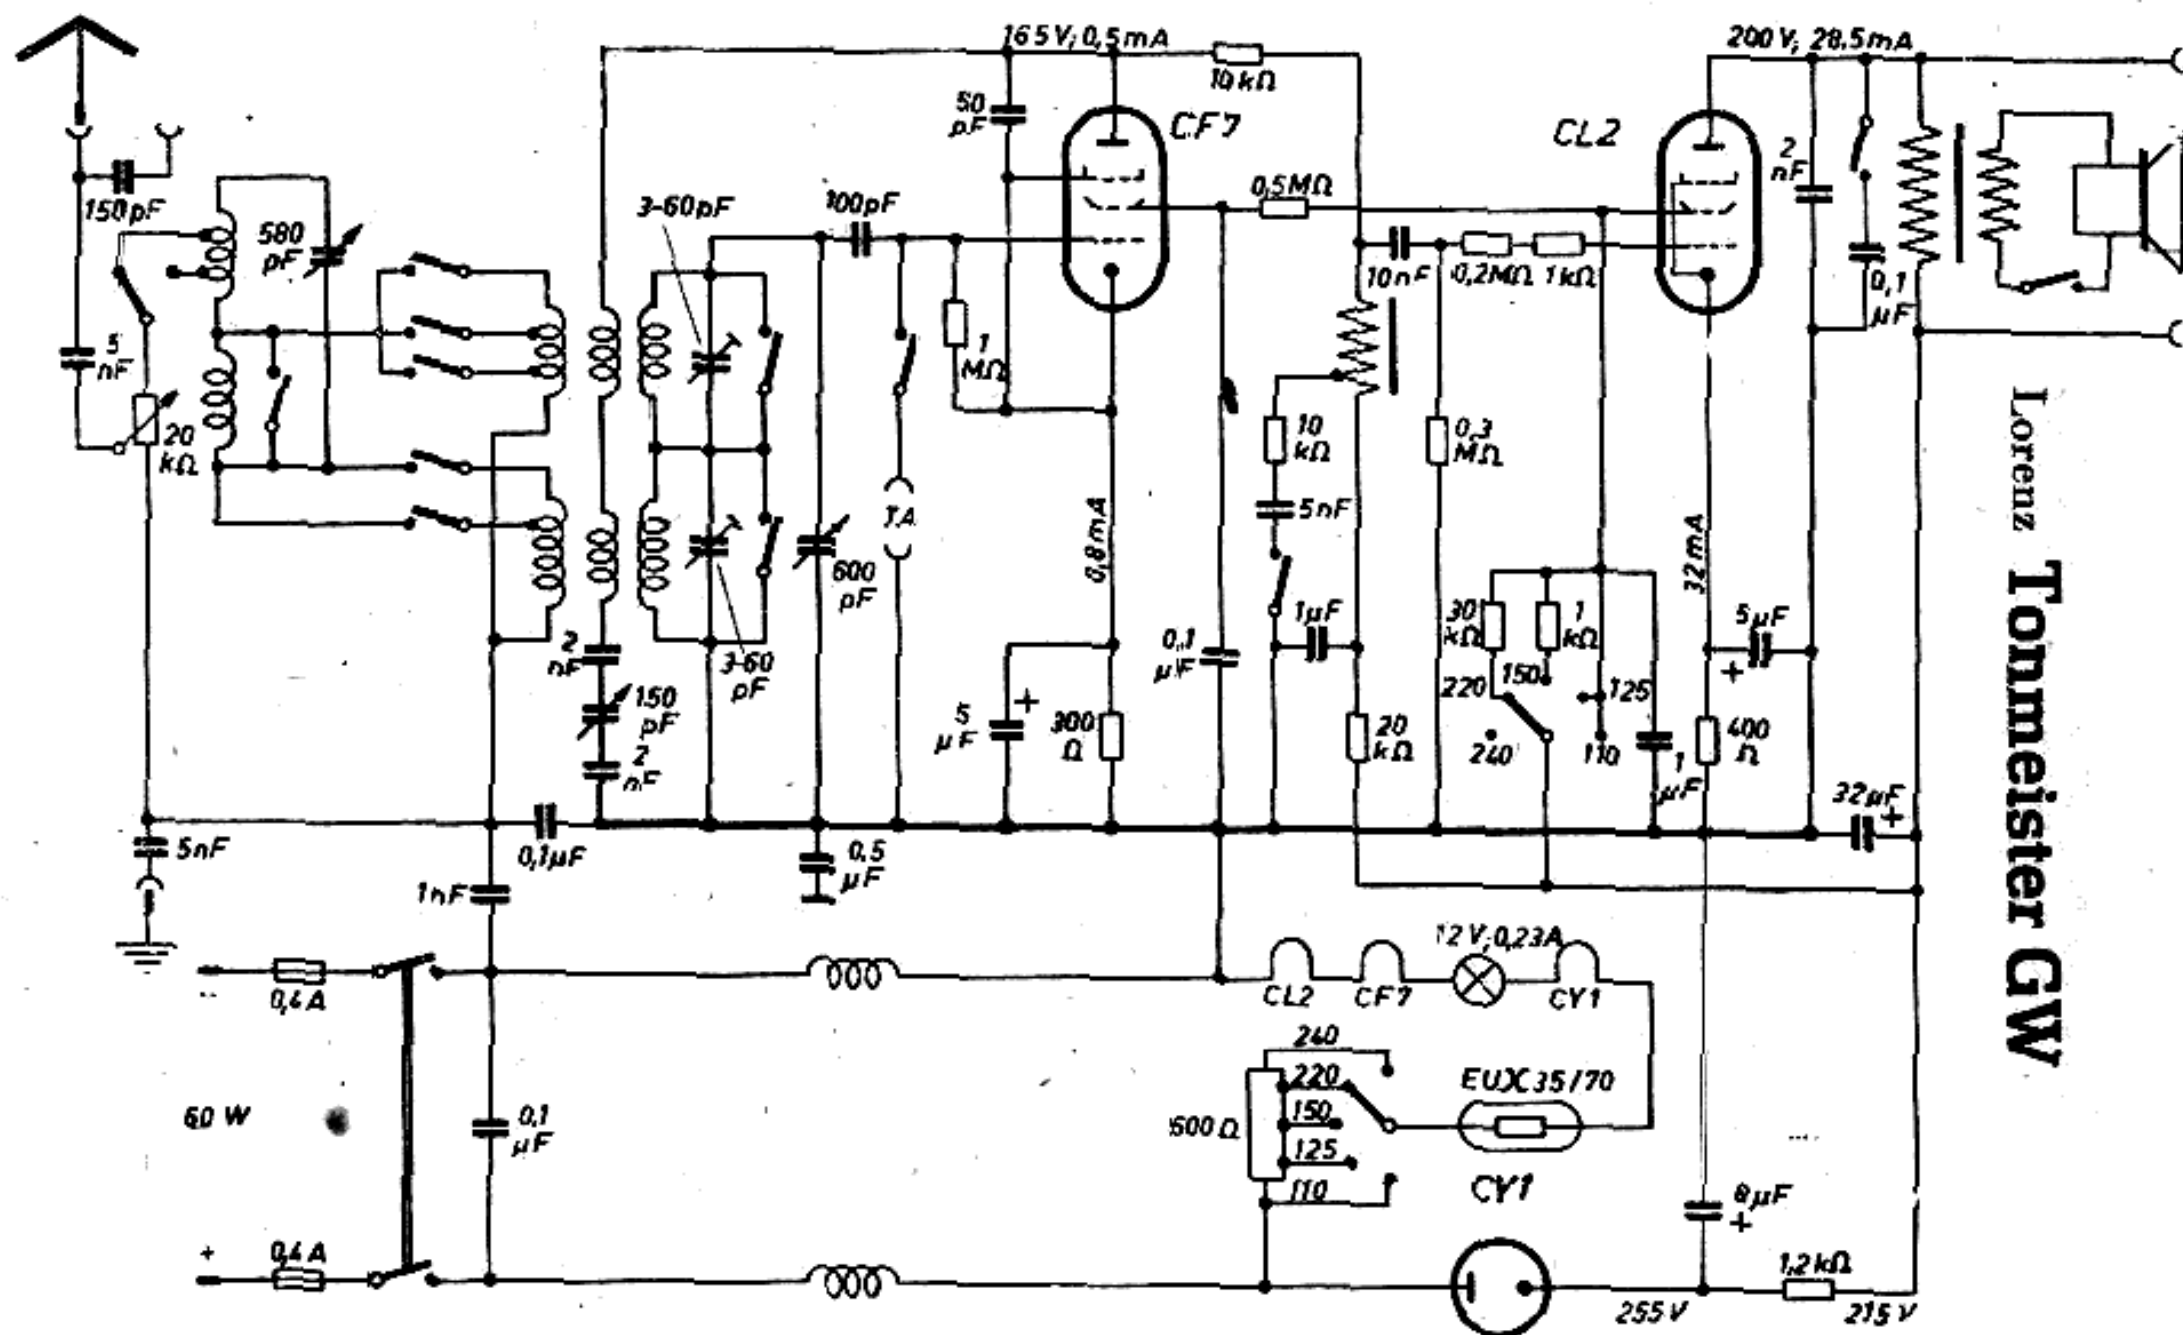 165 V; 0,5 mA
200 V; 28,5 mA
10 kΩ
50 pF
CF7
CL2
2 nF
150 pF
580 pF
3-60 pF
100 pF
0,5 MΩ
10 nF
0,2 MΩ
1 kΩ
0,1 µF
5 nF
20 kΩ
1 MΩ
10 kΩ
0,3 MΩ
5 nF
T.A.
0,8 mA
32 mA
600 pF
1 µF
30 kΩ
1 kΩ
5 µF
+
2 nF
3-60 pF
0,1 µF
150
220
125
240
110
150 pF
2 nF
5 µF
+
300 Ω
20 kΩ
1 µF
400 Ω
32 µF
+
5 nF
0,1 µF
0,5 µF
1 nF
12 V; 0,23 A
CL2
CF7
CY1
-
0,4 A
240
220
150
125
110
600 Ω
EUX 35/70
60 W
0,1 µF
CY1
8 µF
+
+
0,4 A
1,2 kΩ
255 V
215 V
Lorenz Tonmeister GW